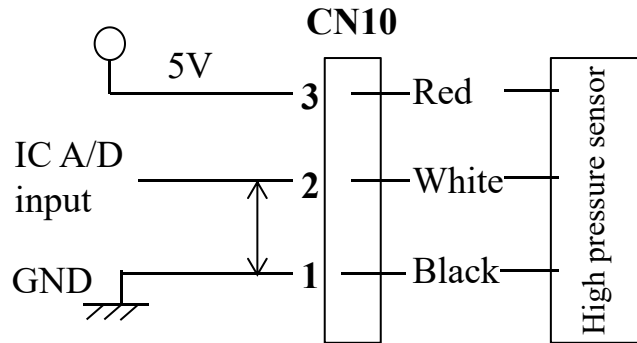 CN10
5V
3
Red
IC A/D
input
2
White
GND
1
Black
High pressure sensor